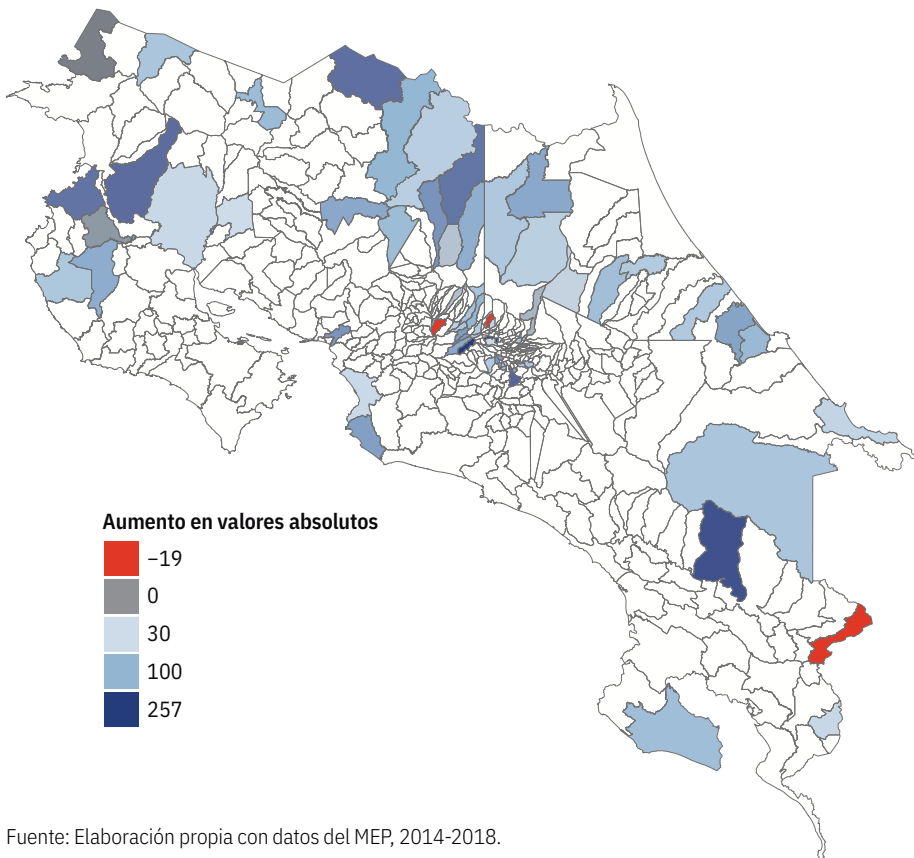 Aumento en valores absolutos
−19
0
30
100
257
Fuente: Elaboración propia con datos del MEP, 2014-2018.